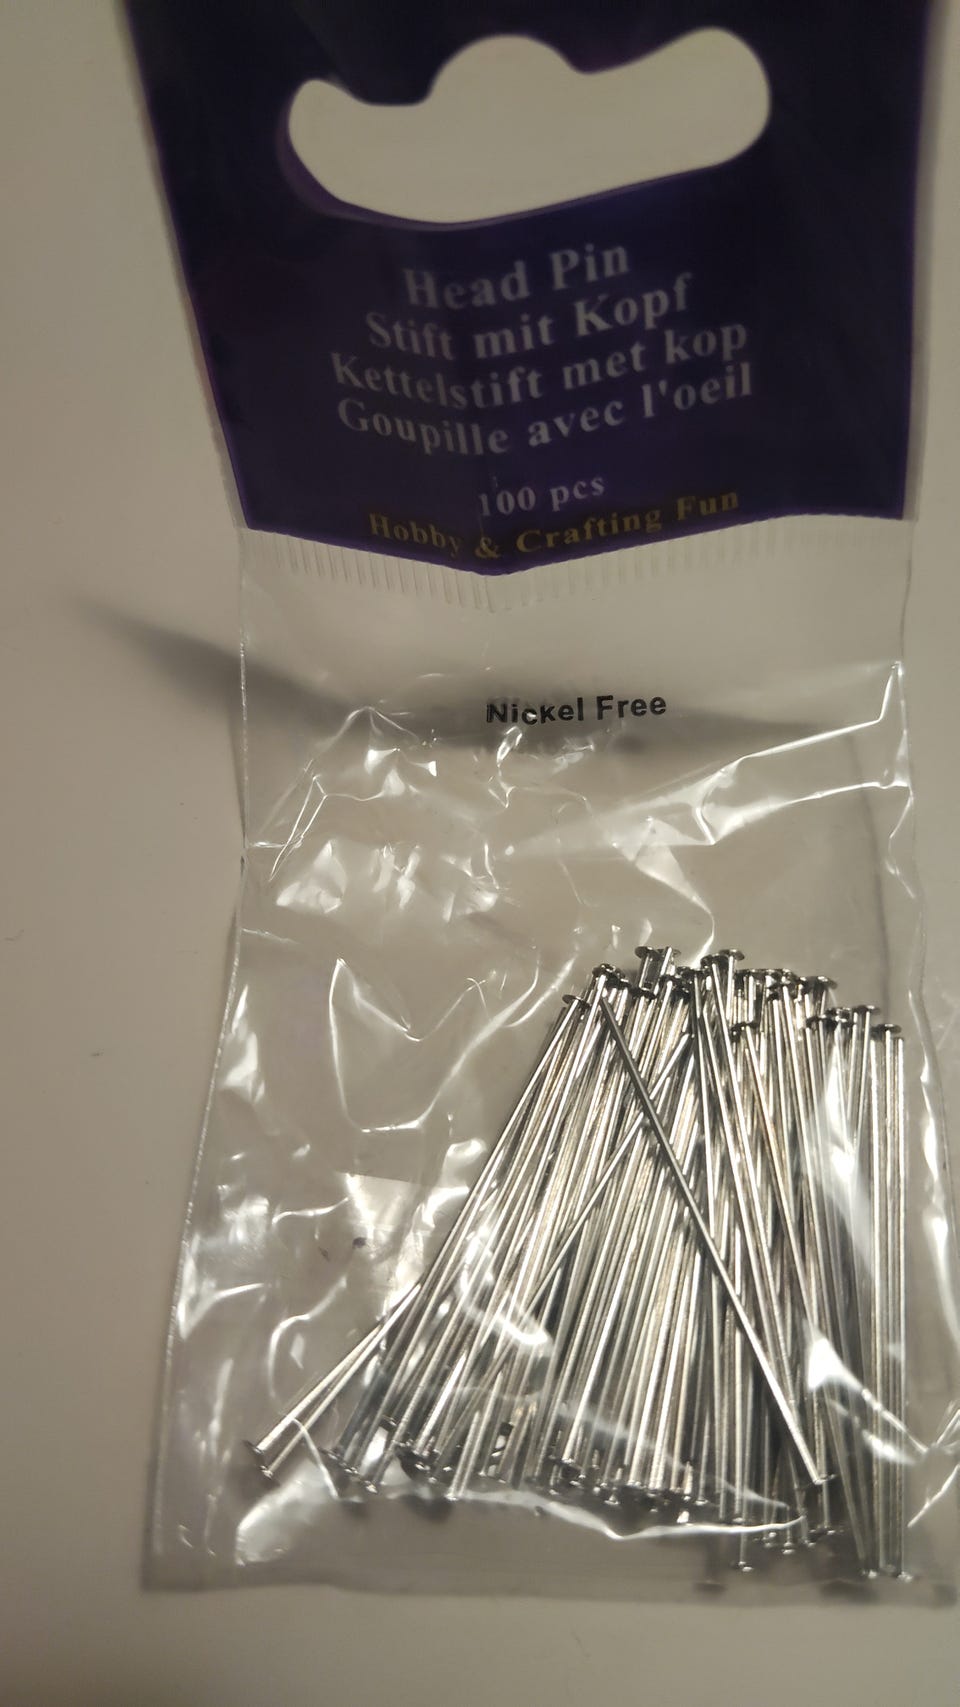 Head Pin
Stift mit Kopf
Kettelstift met kop
Goupille avec l'oeil
100 pcs
Hobby & Crafting Fun
Nickel Free